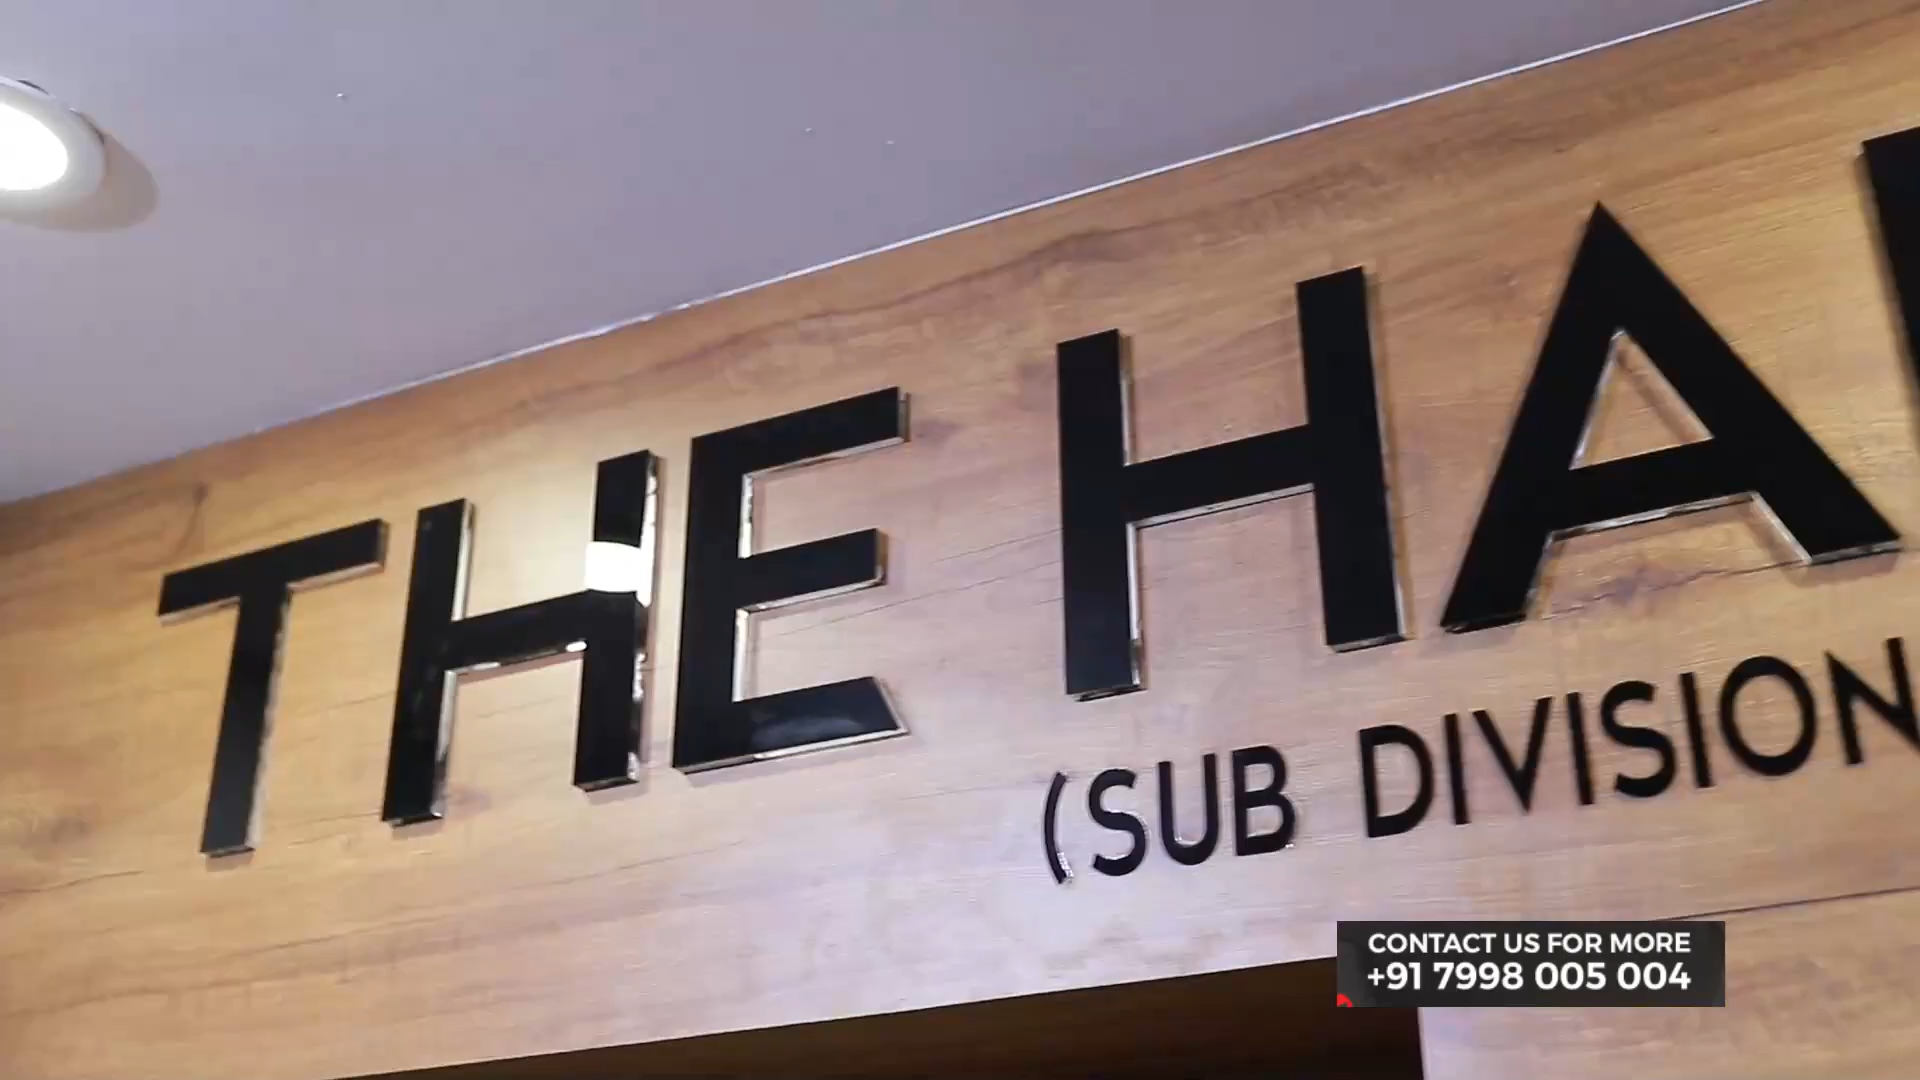 THE HA
(SUB DIVISION
CONTACT US FOR MORE
+91 7998 005 004